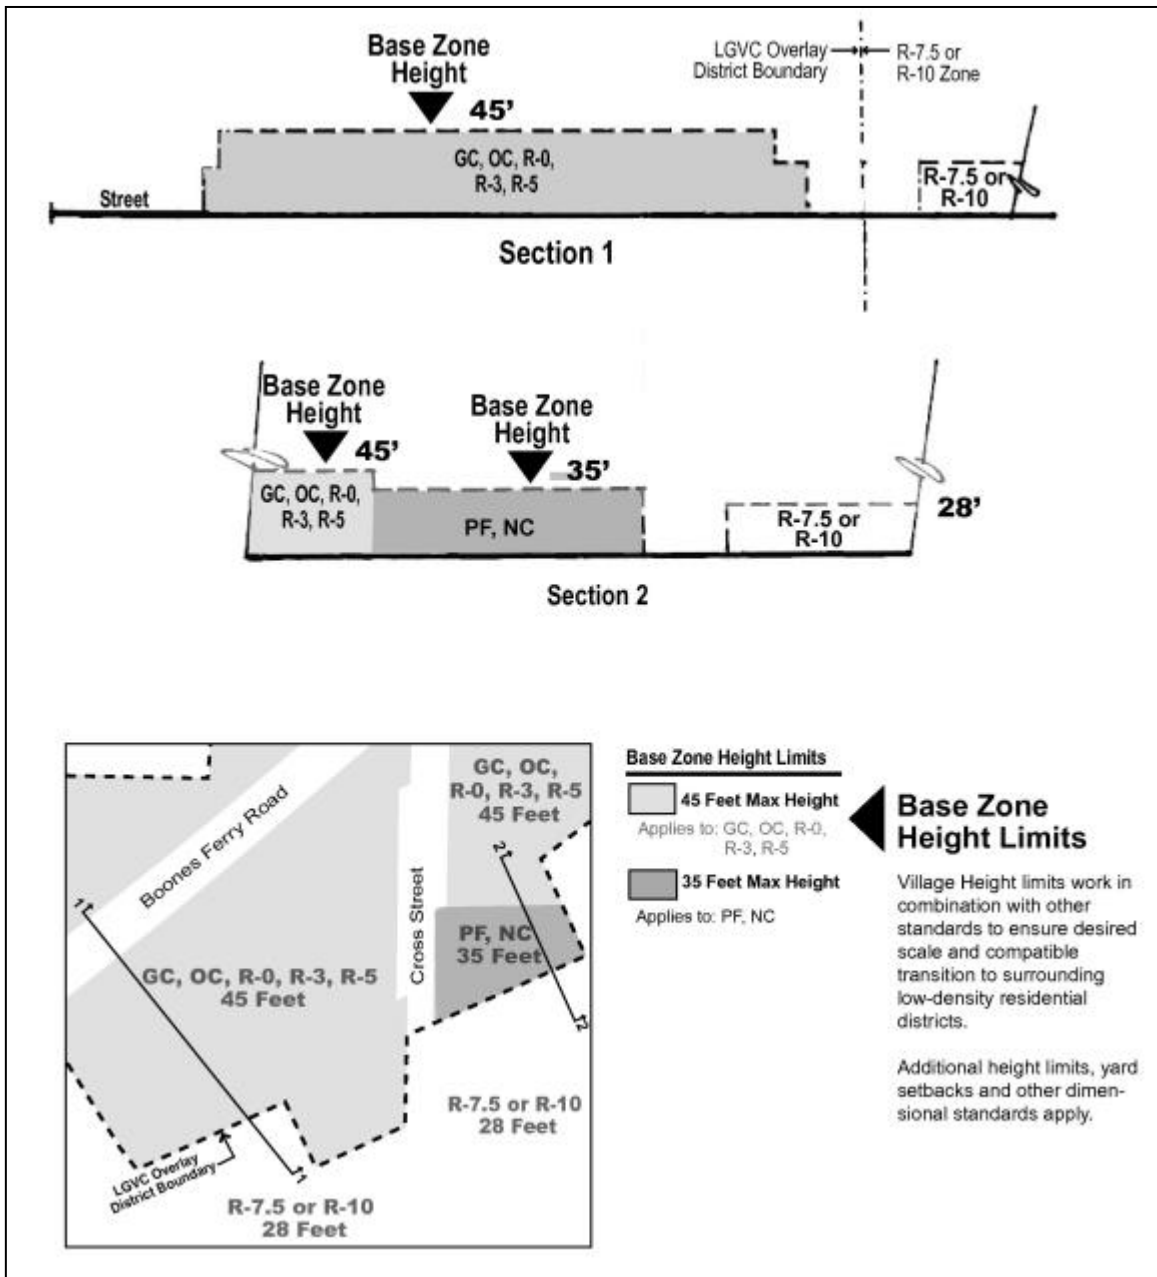 Base Zone
Height
45’
LGVC Overlay
District Boundary
R-7.5 or
R-10 Zone
GC, OC, R-0,
R-3, R-5
Street
R-7.5 or
R-10
Section 1
Base Zone
Height
45’
Base Zone
Height
35’
GC, OC, R-0,
R-3, R-5
PF, NC
R-7.5 or
R-10
28’
Section 2
GC, OC,
R-0, R-3, R-5
45 Feet
Boones Ferry Road
Cross Street
2
1
PF, NC
35 Feet
GC, OC, R-0, R-3, R-5
45 Feet
2
R-7.5 or R-10
28 Feet
1
LGVC Overlay
District Boundary
R-7.5 or R-10
28 Feet
Base Zone Height Limits
45 Feet Max Height
Applies to: GC, OC, R-0,
R-3, R-5
35 Feet Max Height
Applies to: PF, NC
Base Zone
Height Limits
Village Height limits work in
combination with other
standards to ensure desired
scale and compatible
transition to surrounding
low-density residential
districts.
Additional height limits, yard
setbacks and other dimen-
sional standards apply.